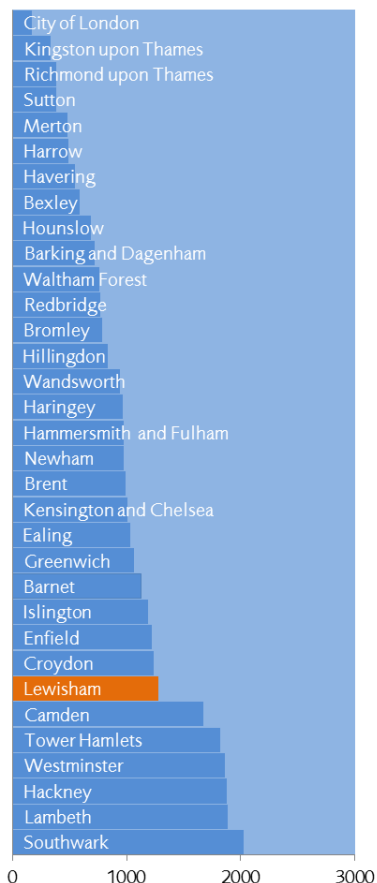 City of London
Kingston upon Thames
Richmond upon Thames
Sutton
Merton
Harrow
Havering
Bexley
Hounslow
Barking and Dagenham
Waltham Forest
Redbridge
Bromley
Hillingdon
Wandsworth
Haringey
Hammersmith and Fulham
Newham
Brent
Kensington and Chelsea
Ealing
Greenwich
Barnet
Islington
Enfield
Croydon
Lewisham
Camden
Tower Hamlets
Westminster
Hackney
Lambeth
Southwark
0 1000 2000 3000